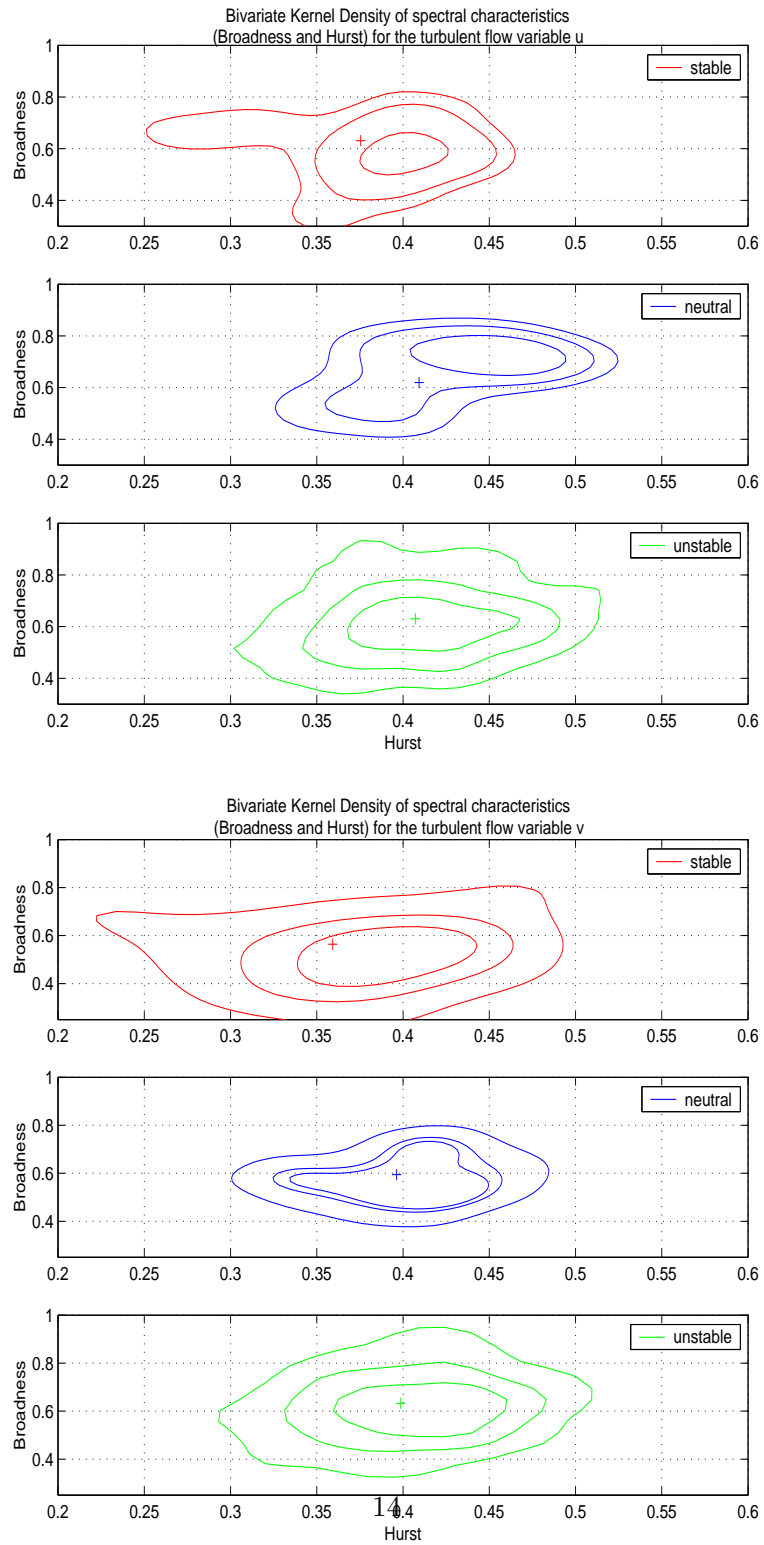 Bivariate Kernel Density of spectral characteristics
(Broadness and Hurst) for the turbulent flow variable u
stable
Broadness
1
0.8
0.6
0.4
0.2 0.25 0.3 0.35 0.4 0.45 0.5 0.55 0.6
neutral
Broadness
1
0.8
0.6
0.4
0.2 0.25 0.3 0.35 0.4 0.45 0.5 0.55 0.6
unstable
Broadness
1
0.8
0.6
0.4
0.2 0.25 0.3 0.35 0.4 0.45 0.5 0.55 0.6
Hurst
Bivariate Kernel Density of spectral characteristics
(Broadness and Hurst) for the turbulent flow variable v
stable
Broadness
1
0.8
0.6
0.4
0.2 0.25 0.3 0.35 0.4 0.45 0.5 0.55 0.6
neutral
Broadness
1
0.8
0.6
0.4
0.2 0.25 0.3 0.35 0.4 0.45 0.5 0.55 0.6
unstable
Broadness
1
0.8
0.6
0.4
0.2 0.25 0.3 0.35 0.4 0.45 0.5 0.55 0.6
14
Hurst